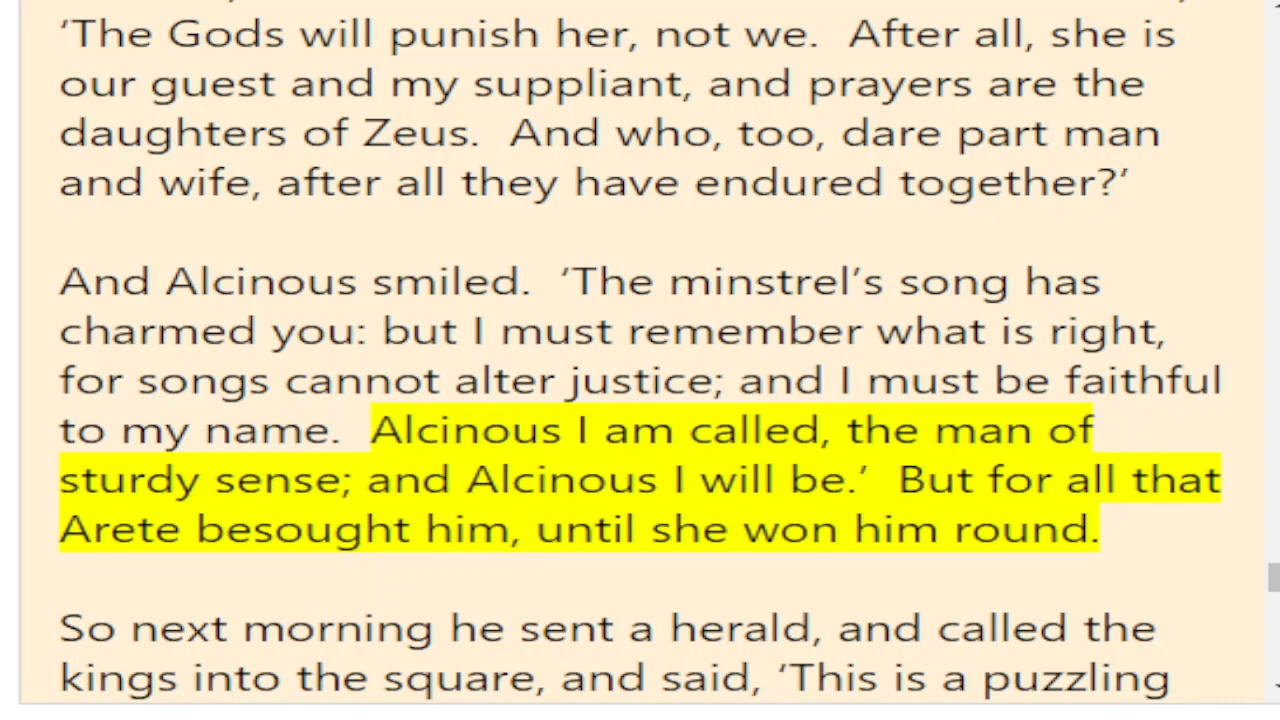 ‘The Gods will punish her, not we.  After all, she is
our guest and my suppliant, and prayers are the
daughters of Zeus.  And who, too, dare part man
and wife, after all they have endured together?’
And Alcinous smiled.  ‘The minstrel’s song has
charmed you: but I must remember what is right,
for songs cannot alter justice; and I must be faithful
to my name.  Alcinous I am called, the man of
sturdy sense; and Alcinous I will be.’  But for all that
Arete besought him, until she won him round.
So next morning he sent a herald, and called the
kings into the square, and said, ‘This is a puzzling